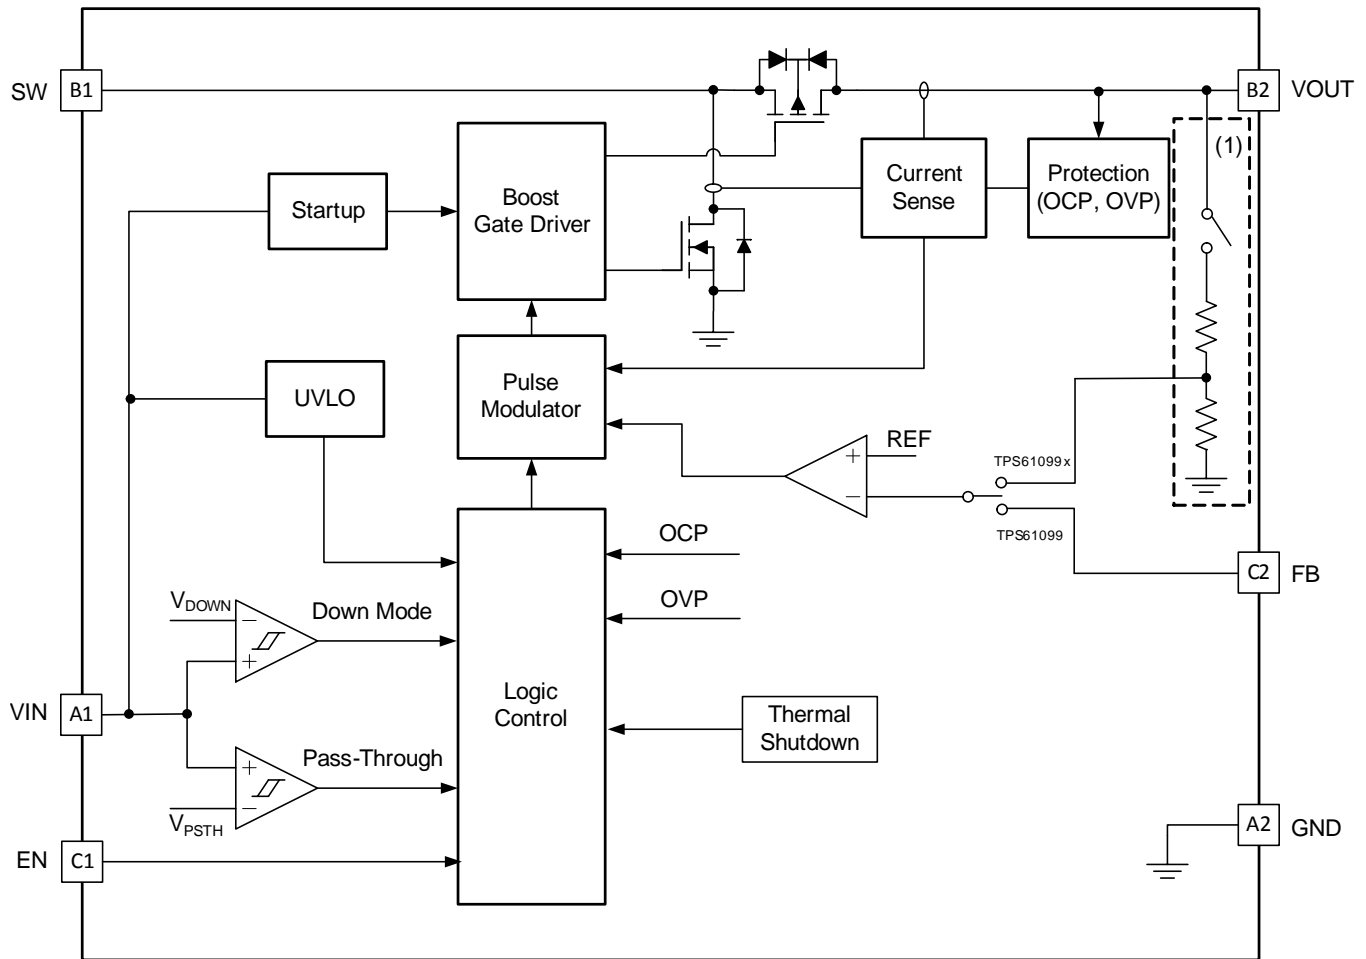 SW
B1
B2
VOUT
(1)
Boost
Gate Driver
Current
Sense
Protection
(OCP, OVP)
Startup
UVLO
Pulse
Modulator
REF
TPS61099x
TPS61099
OCP
OVP
C2
FB
VDOWN
Down Mode
VIN
A1
Logic
Control
Thermal
Shutdown
Pass-Through
VPSTH
EN
C1
A2
GND